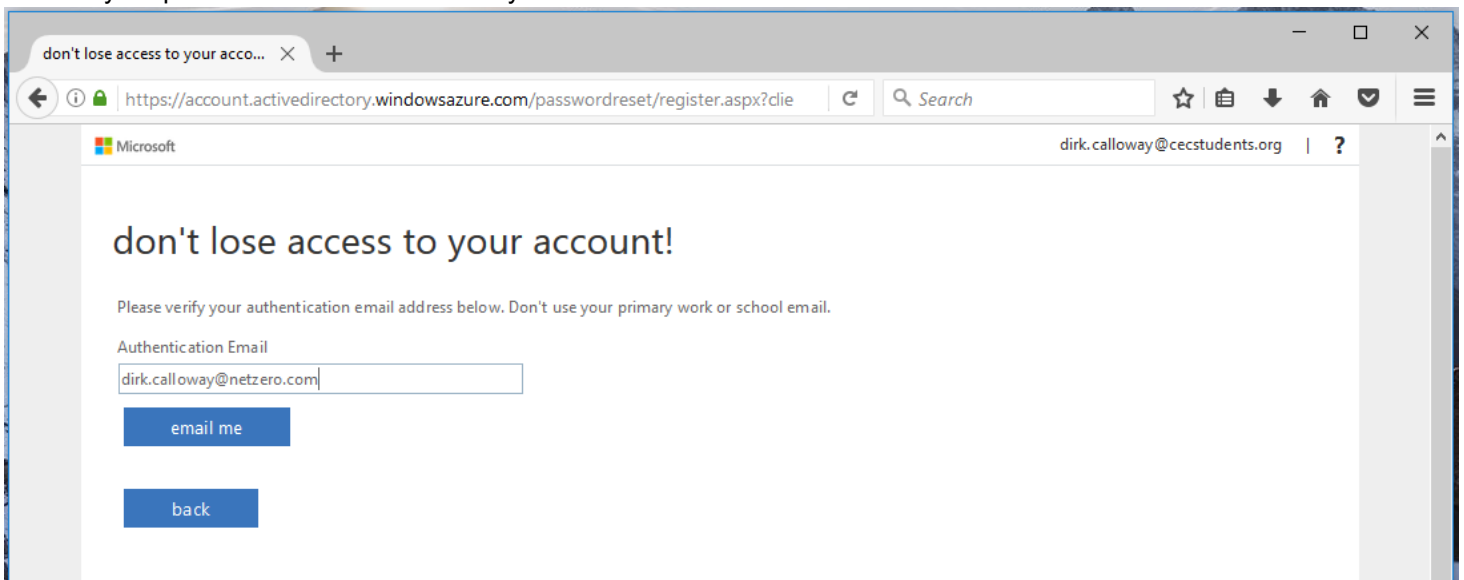 don't lose access to your acco...
https://account.activedirectory.windowsazure.com/passwordreset/register.aspx?clie
Search
Microsoft
dirk.calloway@cecstudents.org | ?
don't lose access to your account!
Please verify your authentication email address below. Don't use your primary work or school email.
Authentication Email
dirk.calloway@netzero.com
email me
back